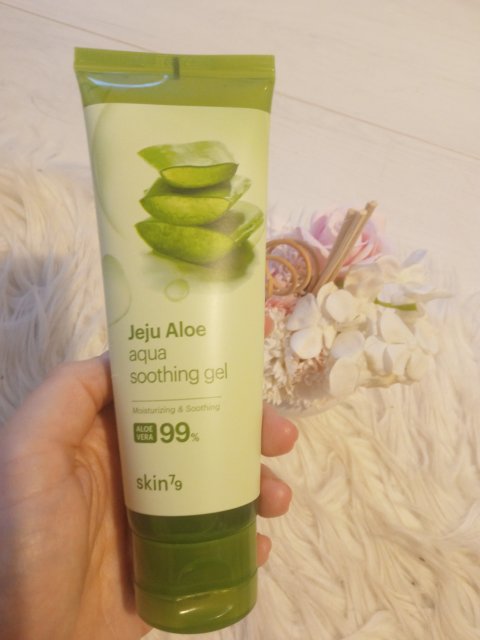 Jeju Aloe
aqua
soothing gel
Moisturizing & Soothing
ALOE VERA 99%
skin79